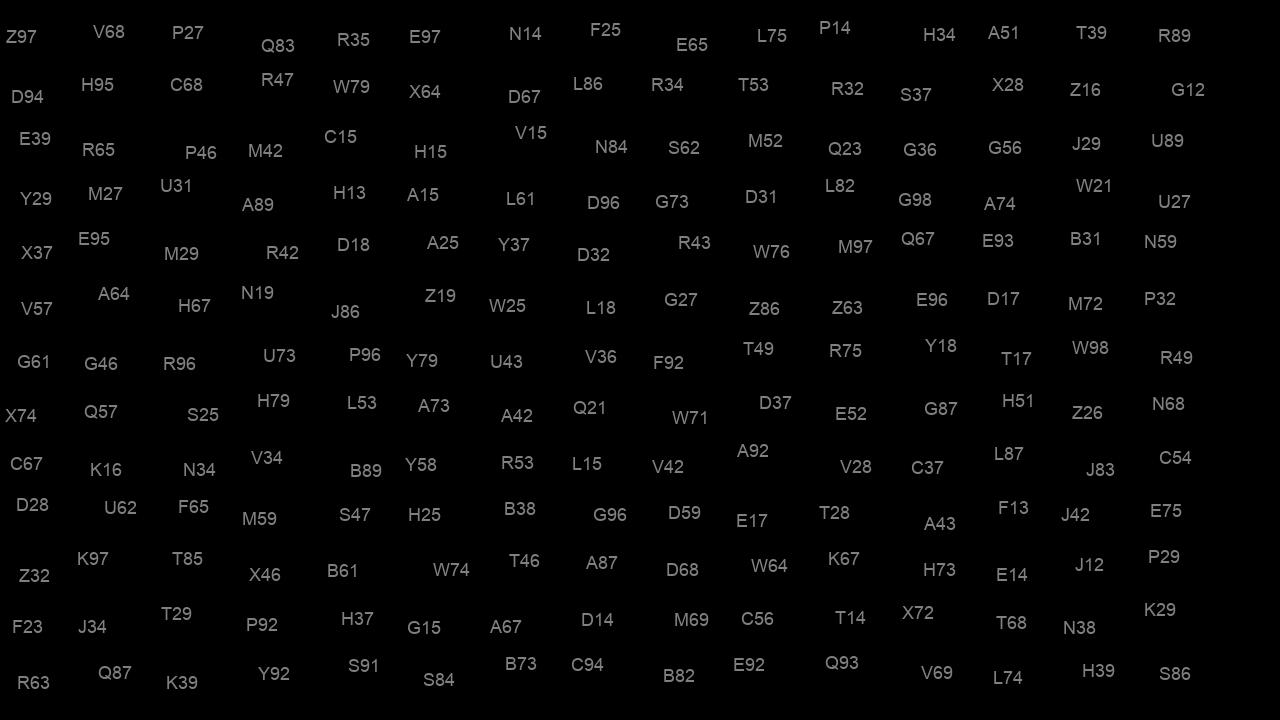 Z97 V68 P27 Q83 R35 E97 N14 F25 E65 L75 P14 H34 A51 T39 R89
D94 H95 C68 R47 W79 X64 D67 L86 R34 T53 R32 S37 X28 Z16 G12
E39 R65 P46 M42 C15 H15 V15 N84 S62 M52 Q23 G36 G56 J29 U89
Y29 M27 U31 A89 H13 A15 L61 D96 G73 D31 L82 G98 A74 W21 U27
X37 E95 M29 R42 D18 A25 Y37 D32 R43 W76 M97 Q67 E93 B31 N59
V57 A64 H67 N19 J86 Z19 W25 L18 G27 Z86 Z63 E96 D17 M72 P32
G61 G46 R96 U73 P96 Y79 U43 V36 F92 T49 R75 Y18 T17 W98 R49
X74 Q57 S25 H79 L53 A73 A42 Q21 W71 D37 E52 G87 H51 Z26 N68
C67 K16 N34 V34 B89 Y58 R53 L15 V42 A92 V28 C37 L87 J83 C54
D28 U62 F65 M59 S47 H25 B38 G96 D59 E17 T28 A43 F13 J42 E75
Z32 K97 T85 X46 B61 W74 T46 A87 D68 W64 K67 H73 E14 J12 P29
F23 J34 T29 P92 H37 G15 A67 D14 M69 C56 T14 X72 T68 N38 K29
R63 Q87 K39 Y92 S91 S84 B73 C94 B82 E92 Q93 V69 L74 H39 S86